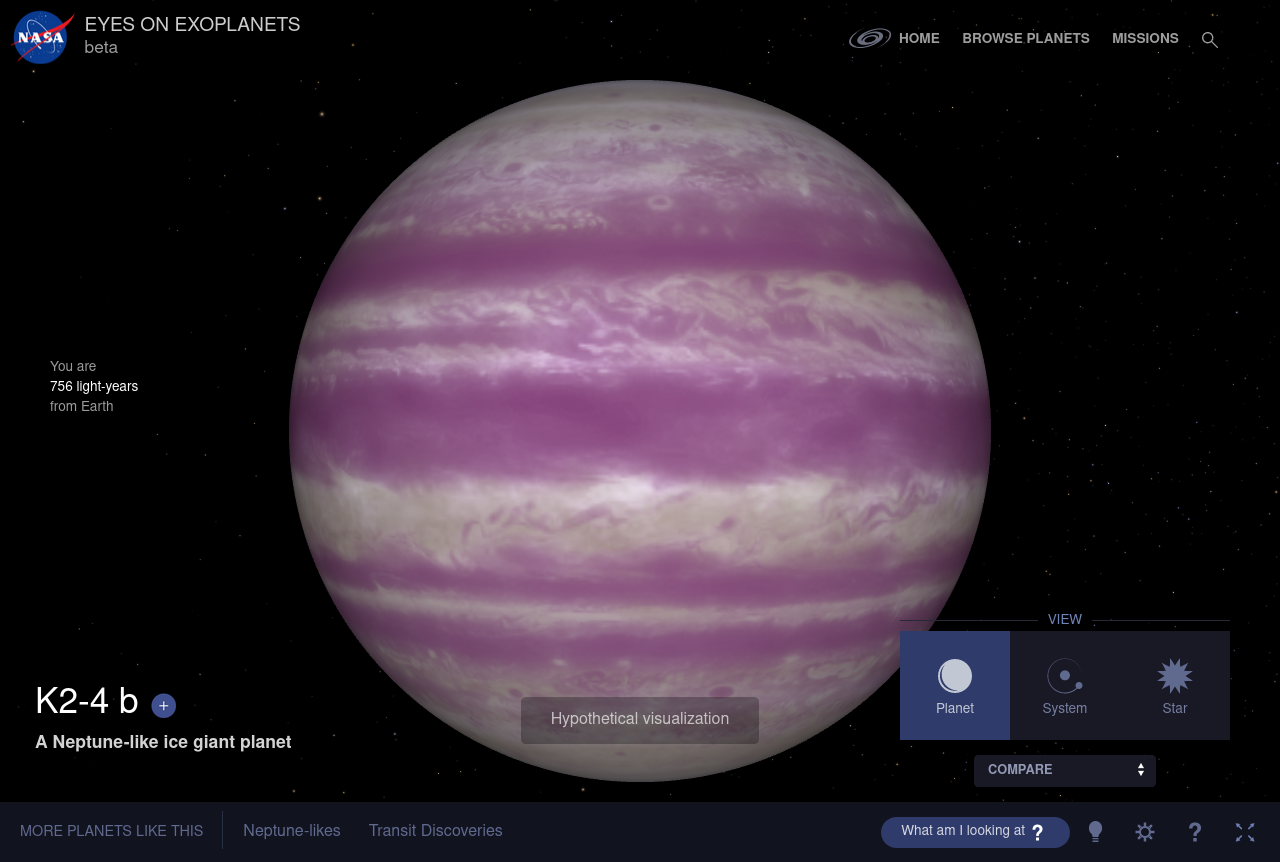 NASA
EYES ON EXOPLANETS
beta
HOME
BROWSE PLANETS
MISSIONS
You are
756 light-years
from Earth
VIEW
Planet
System
Star
K2-4 b +
A Neptune-like ice giant planet
Hypothetical visualization
COMPARE
MORE PLANETS LIKE THIS
Neptune-likes
Transit Discoveries
What am I looking at ?
?